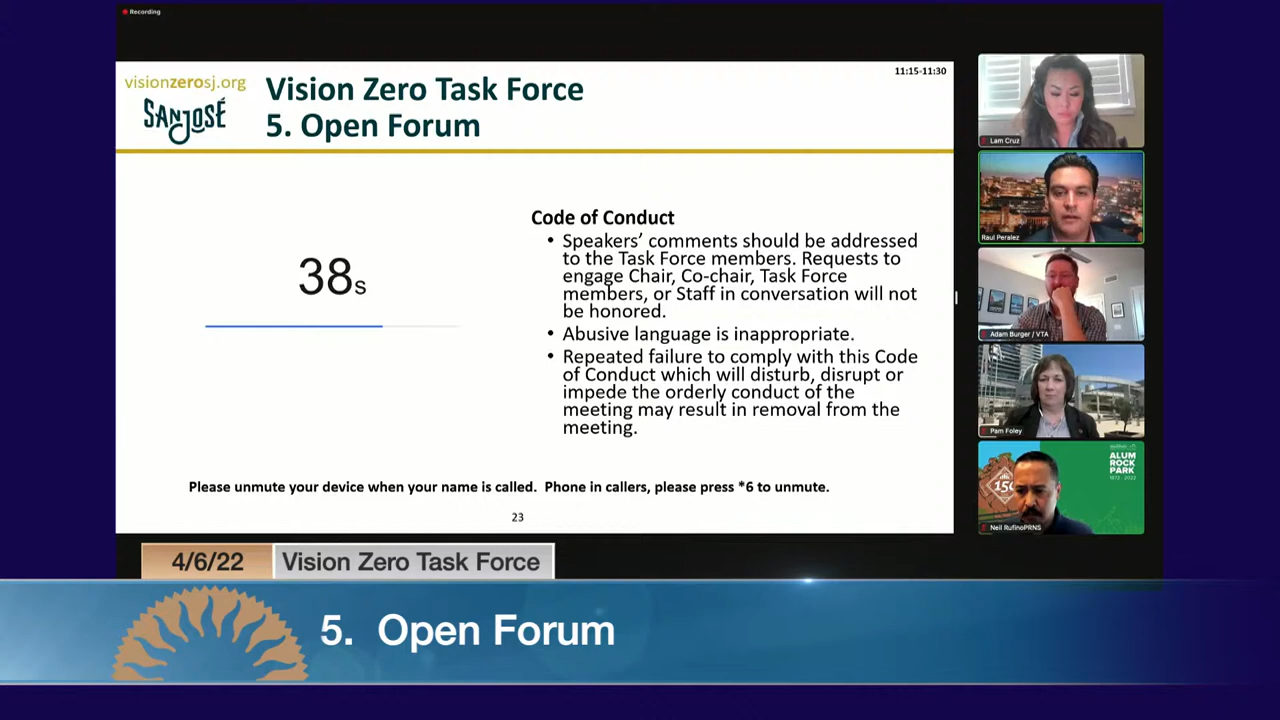 Recording
visionzerosj.org
SAN JOSÉ
Vision Zero Task Force
5. Open Forum
11:15-11:30
38s
Code of Conduct
• Speakers’ comments should be addressed
to the Task Force members. Requests to
engage Chair, Co-chair, Task Force
members, or Staff in conversation will not
be honored.
• Abusive language is inappropriate.
• Repeated failure to comply with this Code
of Conduct which will disturb, disrupt or
impede the orderly conduct of the
meeting may result in removal from the
meeting.
Please unmute your device when your name is called. Phone in callers, please press *6 to unmute.
23
Lam Cruz
Raul Peralez
Adam Burger / VTA
Pam Foley
ALUM
ROCK
PARK
1872 - 2022
150
Neil RufinoPRNS
4/6/22
Vision Zero Task Force
5. Open Forum